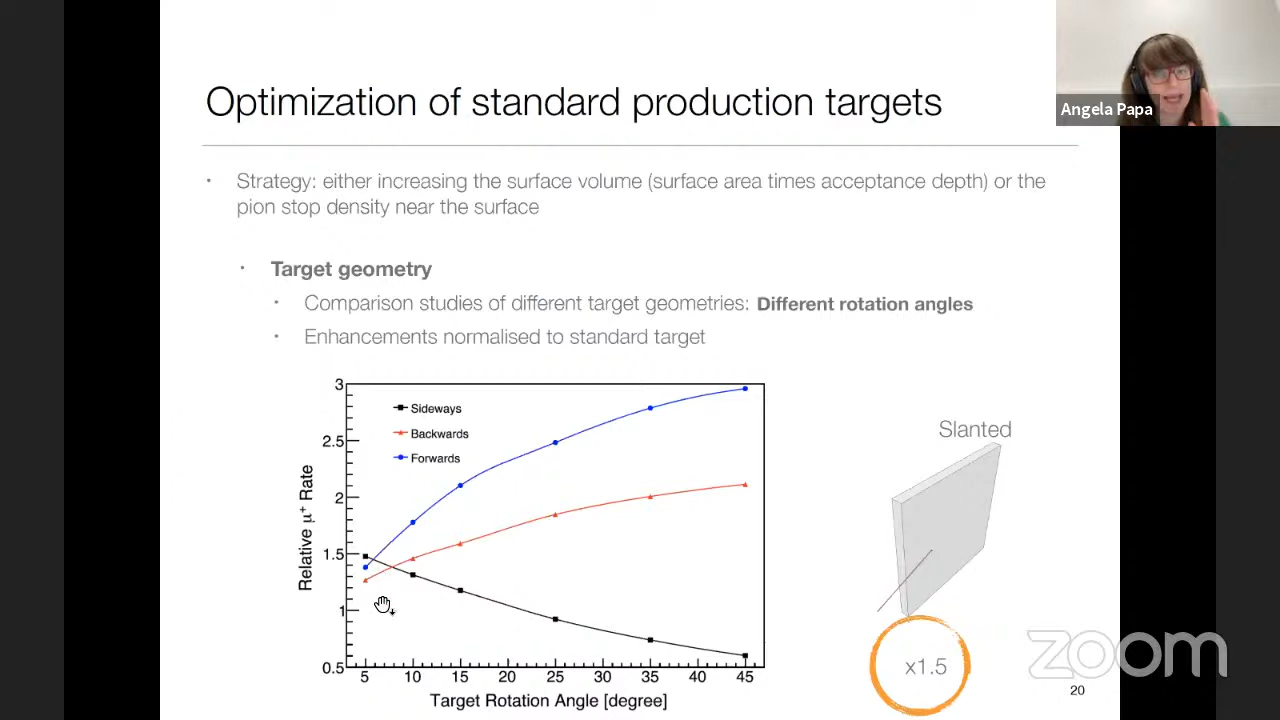 Optimization of standard production targets
Angela Papa
• Strategy: either increasing the surface volume (surface area times acceptance depth) or the
pion stop density near the surface
• Target geometry
• Comparison studies of different target geometries: Different rotation angles
• Enhancements normalised to standard target
3
2.5
2
1.5
1
0.5
Relative μ+ Rate
Sideways
Backwards
Forwards
5 10 15 20 25 30 35 40 45
Target Rotation Angle [degree]
Slanted
x1.5
zoom
20